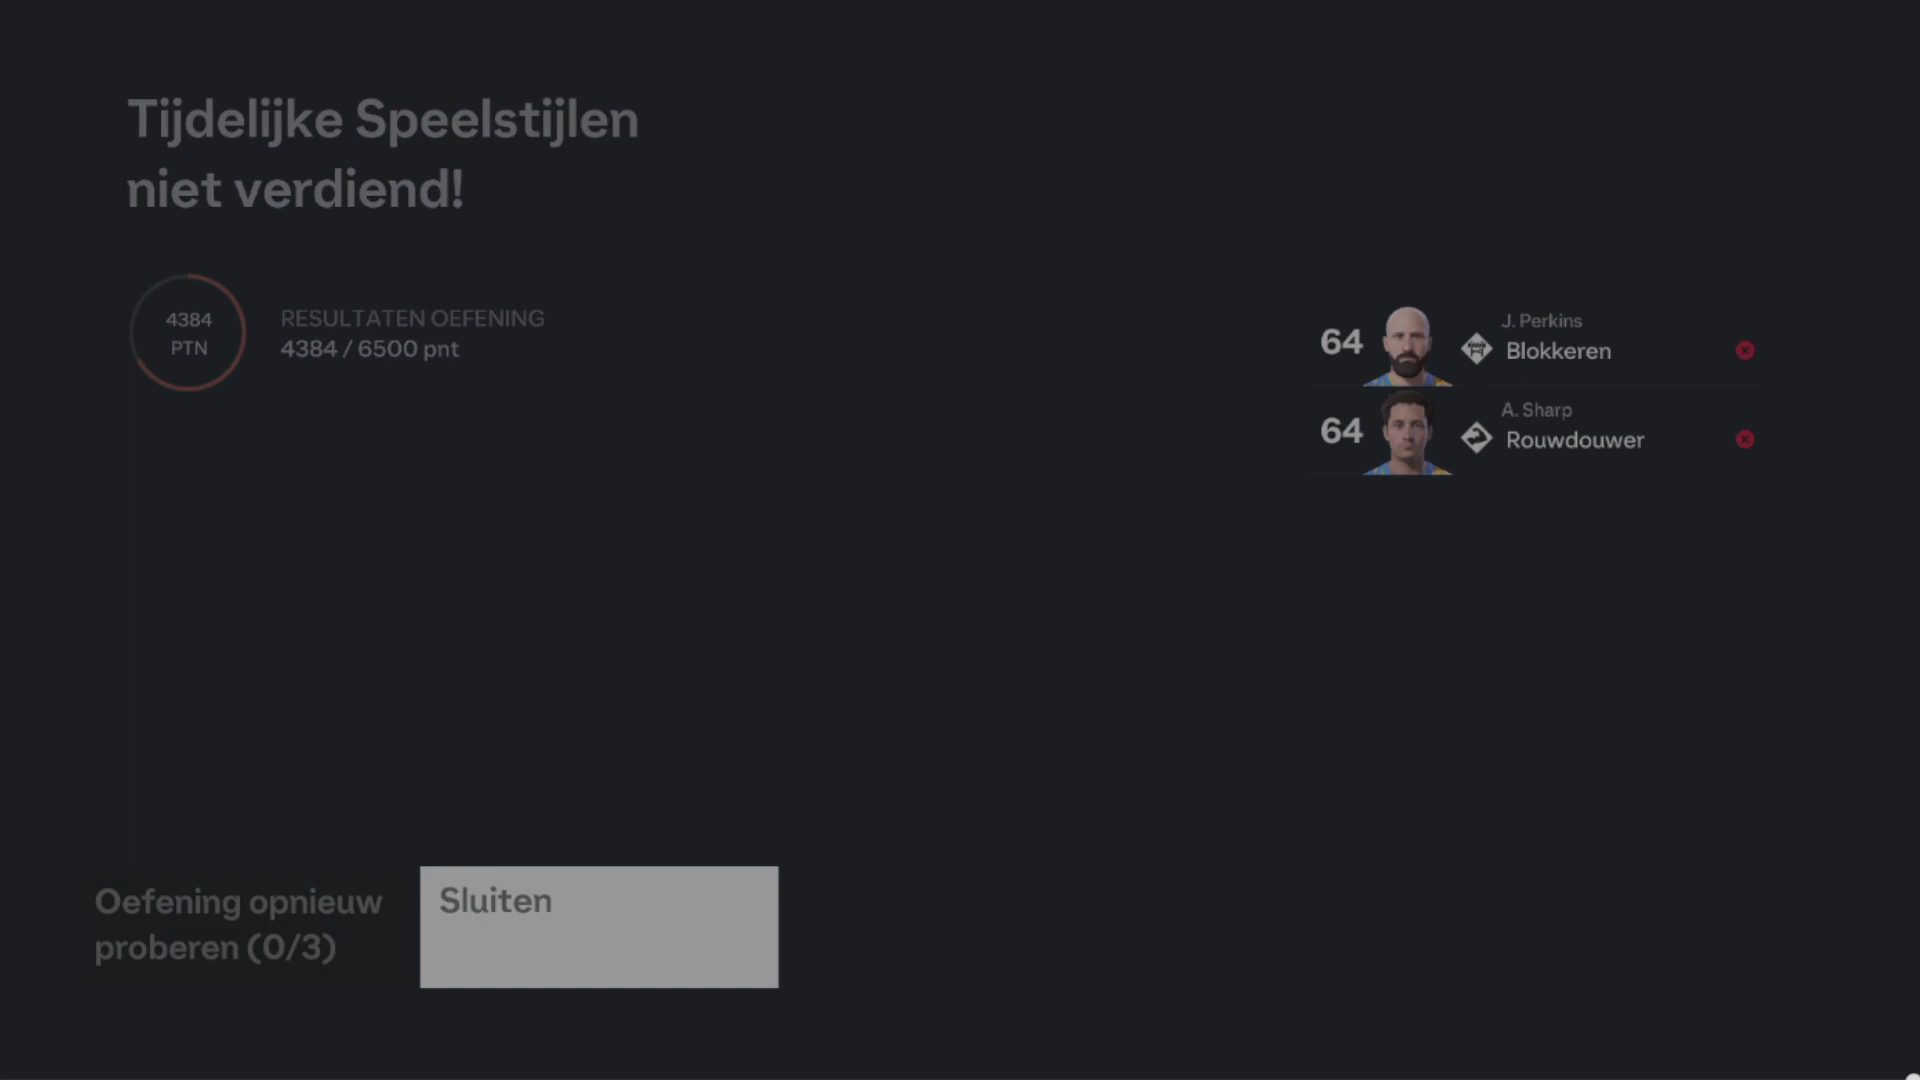 Tijdelijke Speelstijlen
niet verdiend!
4384
PTN
RESULTATEN OEFENING
4384 / 6500 pnt
64
J. Perkins
Blokkeren
64
A. Sharp
Rouwdouwer
Oefening opnieuw
proberen (0/3)
Sluiten